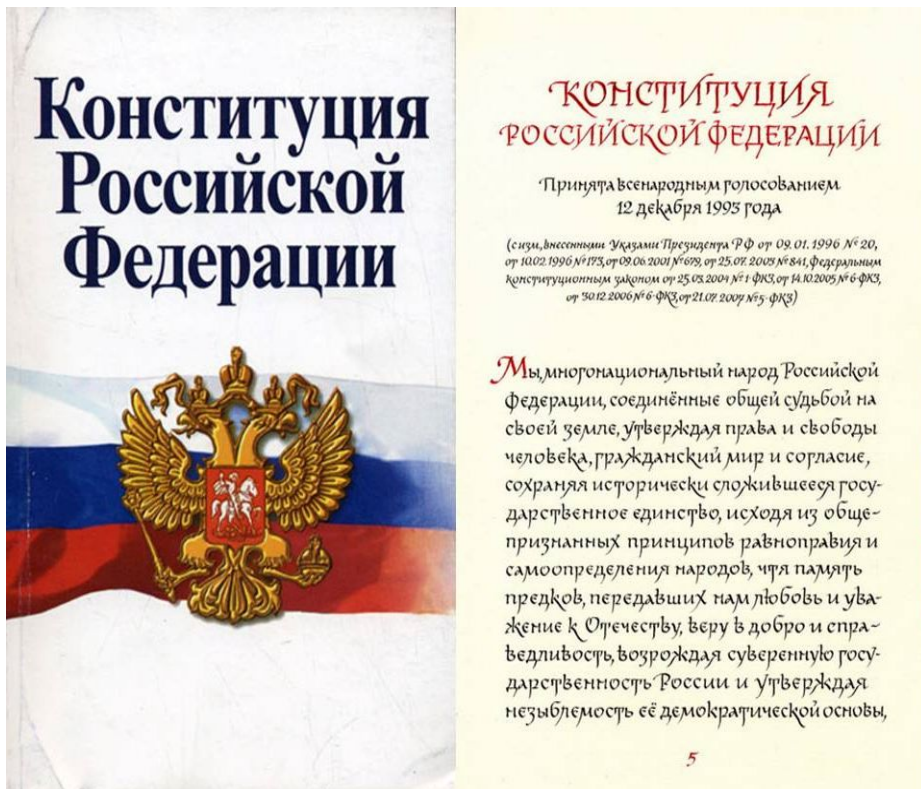 Конституция
Российской
Федерации
КОНСТИТУЦИЯ
РОССИЙСКОЙ ФЕДЕРАЦИИ
Принята всенародным голосованием
12 декабря 1993 года
(с изм., внесенными Указами Президента РФ от 09.01.1996 № 20,
от 10.02.1996 № 173, от 09.06.2001 № 679, от 25.07.2003 № 841, Федеральным
конституционным законом от 25.03.2004 № 1-ФКЗ, от 14.10.2005 № 6-ФКЗ,
от 30.12.2006 № 6-ФКЗ, от 21.07.2007 № 5-ФКЗ)
Мы, многонациональный народ Российской
Федерации, соединённые общей судьбой на
своей земле, утверждая права и свободы
человека, гражданский мир и согласие,
сохраняя исторически сложившееся госу-
дарственное единство, исходя из обще-
признанных принципов равноправия и
самоопределения народов, чтя память
предков, передавших нам любовь и ува-
жение к Отечеству, веру в добро и спра-
ведливость, возрождая суверенную госу-
дарственность России и утверждая
незыблемость её демократической основы,
5